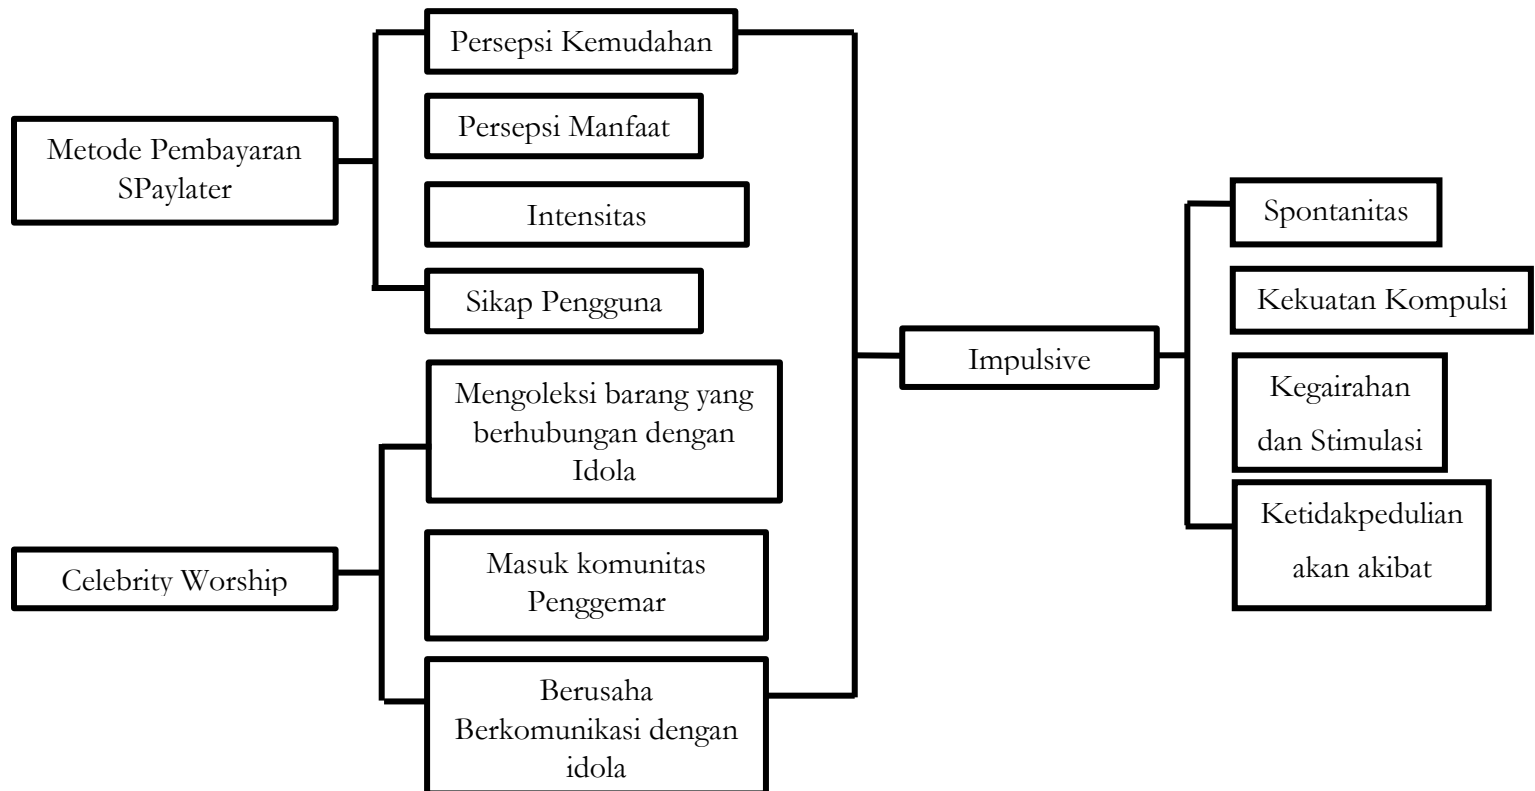 Metode Pembayaran
SPaylater
Persepsi Kemudahan
Persepsi Manfaat
Intensitas
Sikap Pengguna
Celebrity Worship
Mengoleksi barang yang
berhubungan dengan
Idola
Masuk komunitas
Penggemar
Berusaha
Berkomunikasi dengan
idola
Impulsive
Spontanitas
Kekuatan Kompulsi
Kegairahan
dan Stimulasi
Ketidakpedulian
akan akibat